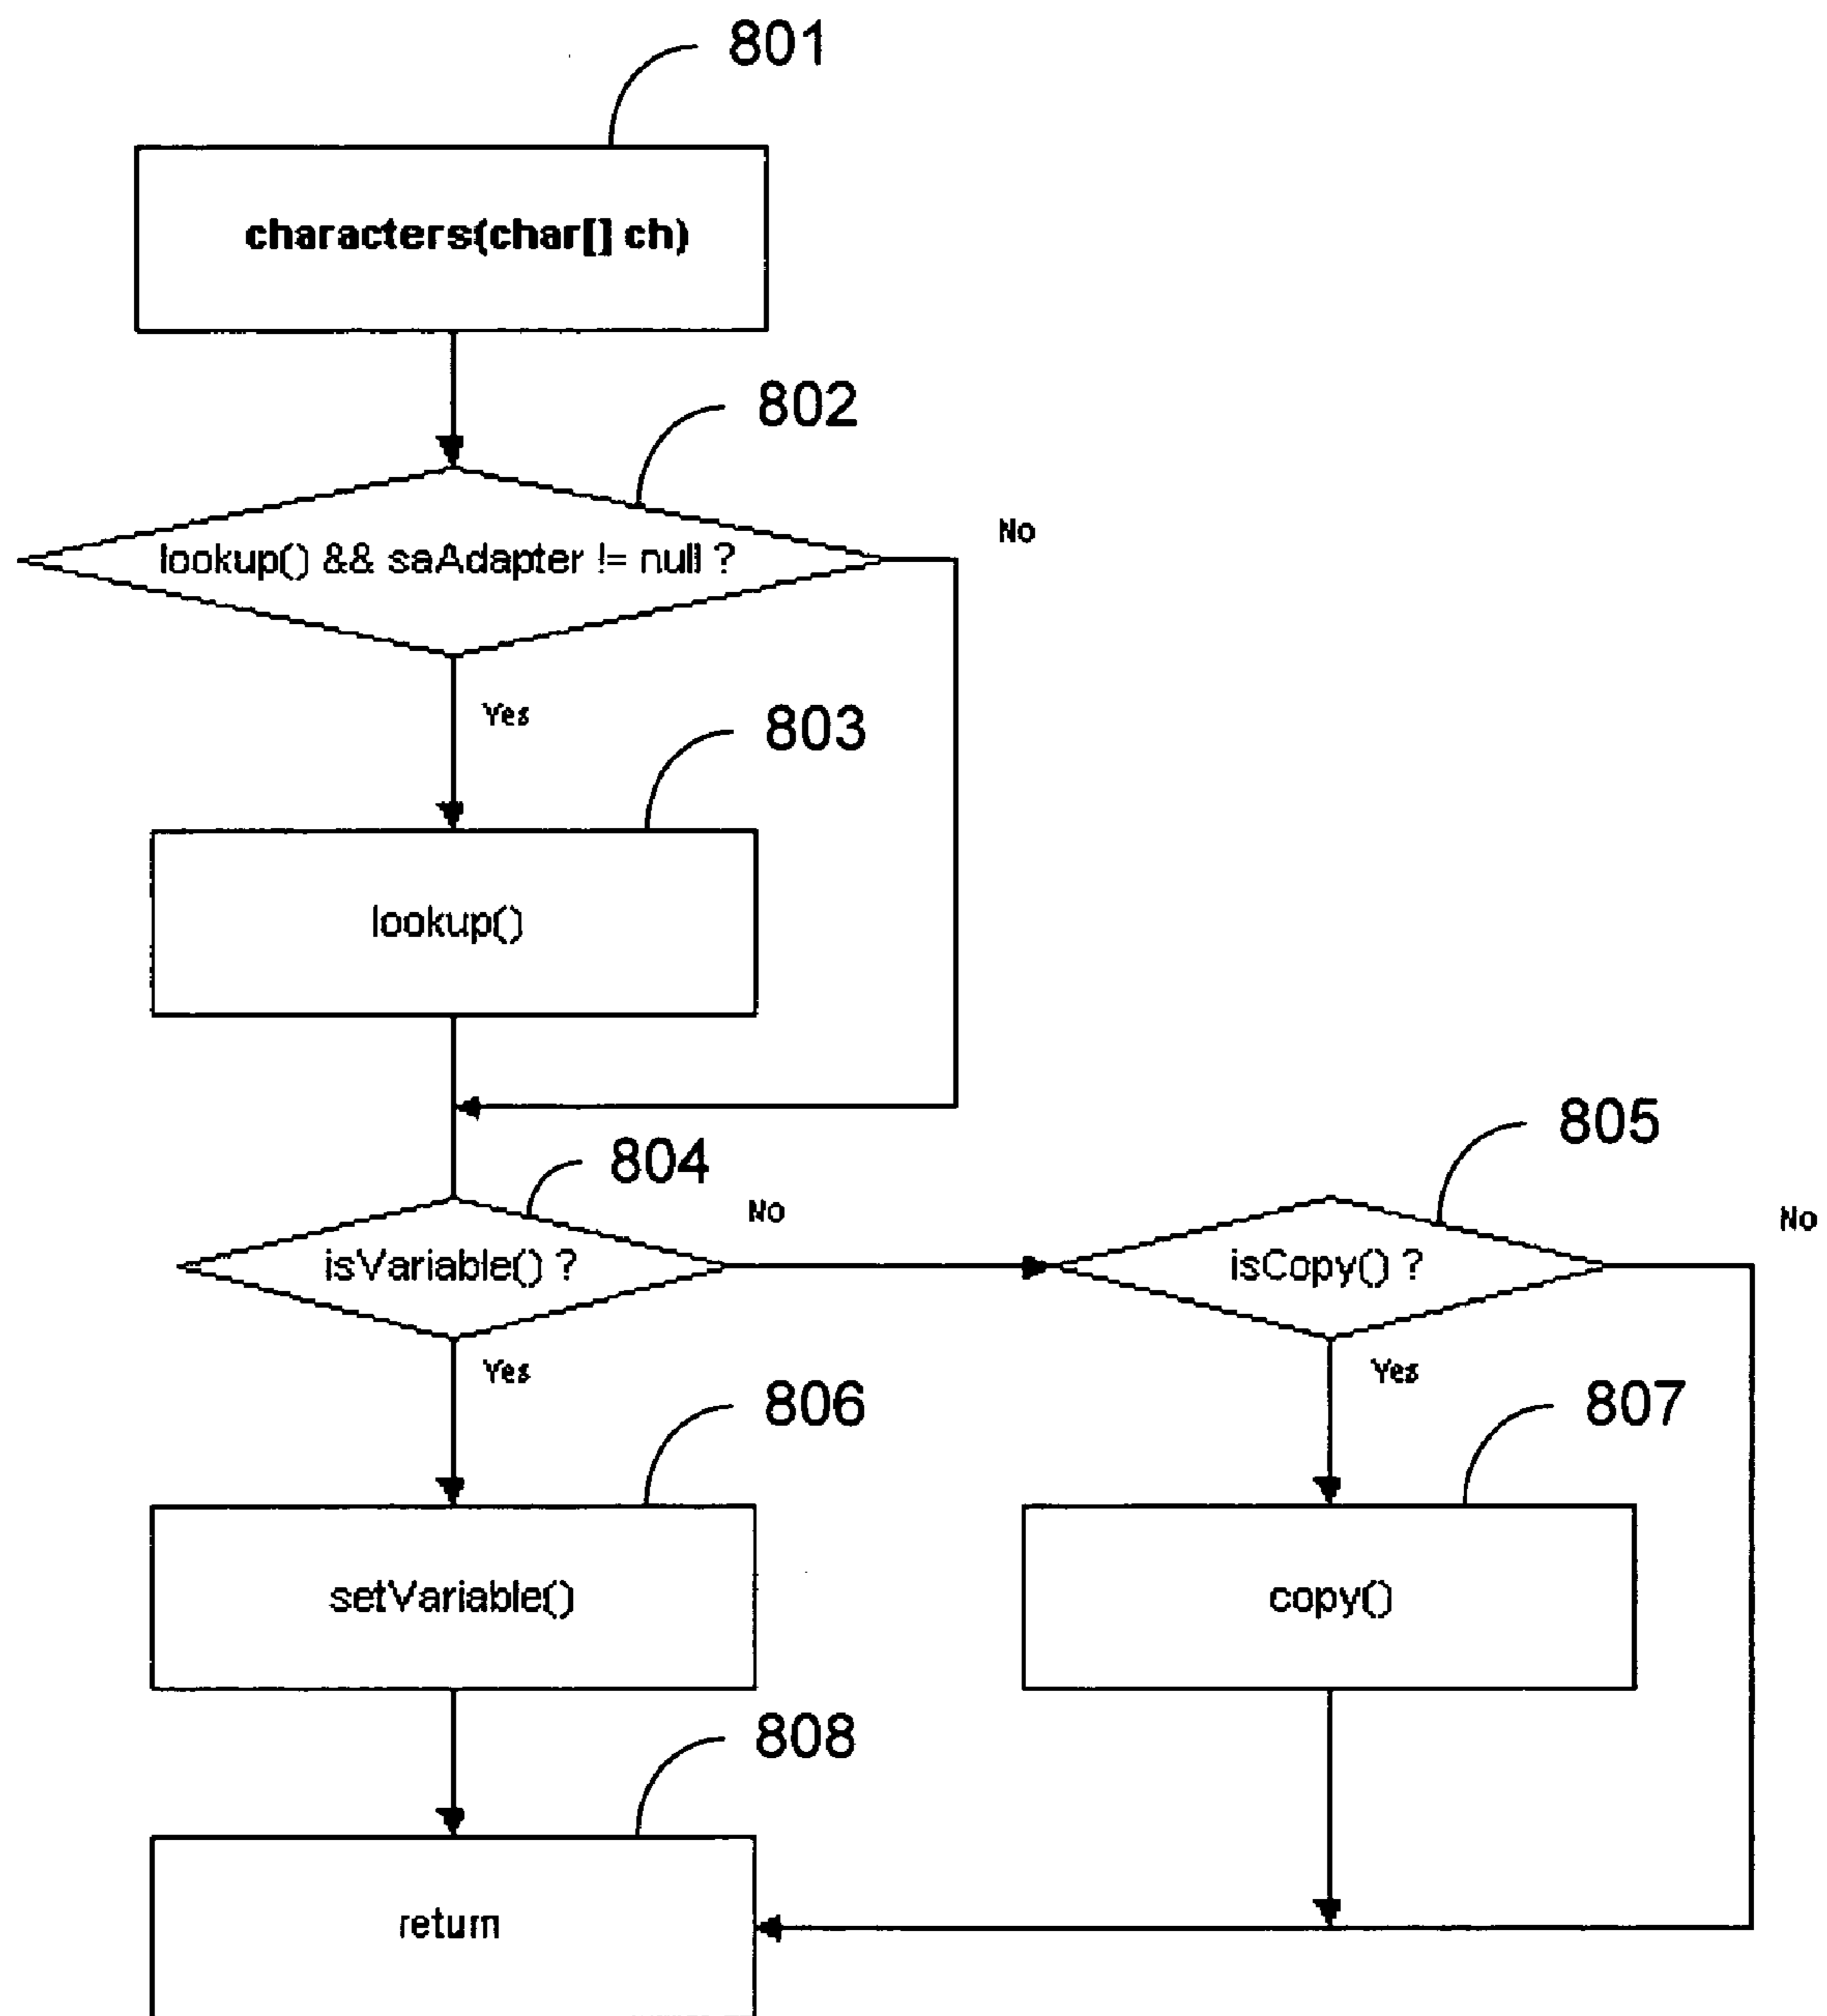 801
characters(char[] ch)
802
No
lookup() && saAdapter != null ?
Yes
803
lookup()
805
804
No
No
isVariable() ?
isCopy() ?
Yes
Yes
806
807
setVariable()
copy()
808
return